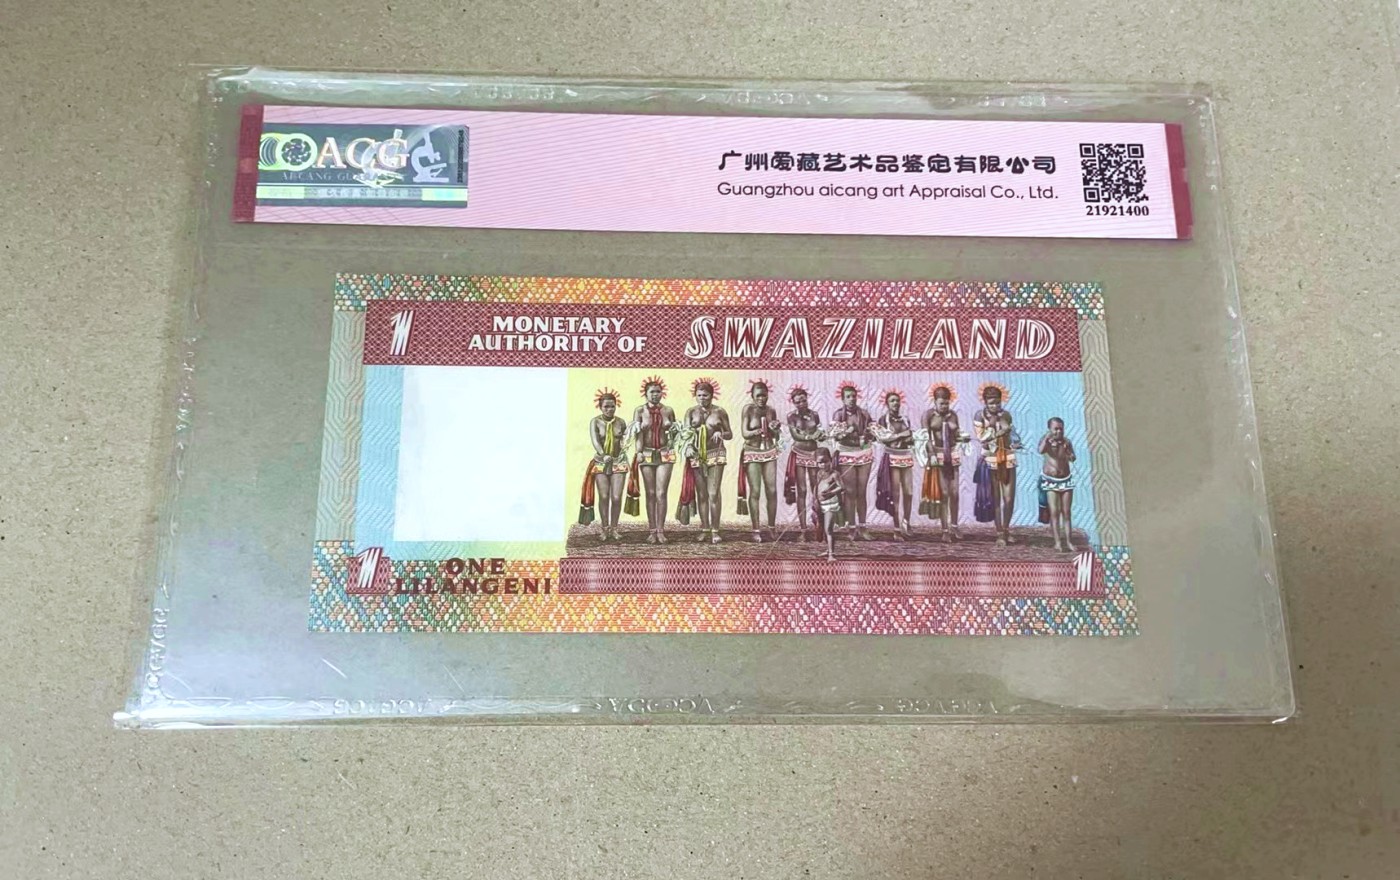 ACG
广州爱藏艺术品鉴定有限公司
Guangzhou aicang art Appraisal Co., Ltd.
21921400
1
MONETARY
AUTHORITY OF
SWAZILAND
1
ONE
LILANGENI
1